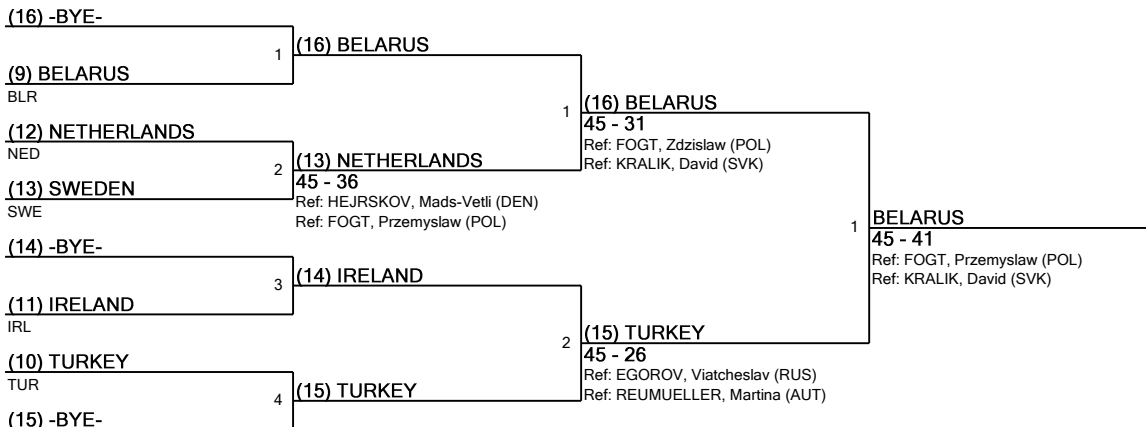 (16) -BYE-
1
(16) BELARUS
(9) BELARUS
BLR
1
(16) BELARUS
45 - 31
Ref: FOGT, Zdzislaw (POL)
Ref: KRALIK, David (SVK)
(12) NETHERLANDS
NED
2
(13) NETHERLANDS
45 - 36
Ref: HEJRSKOV, Mads-Vetli (DEN)
Ref: FOGT, Przemyslaw (POL)
(13) SWEDEN
SWE
1
BELARUS
45 - 41
Ref: FOGT, Przemyslaw (POL)
Ref: KRALIK, David (SVK)
(14) -BYE-
3
(14) IRELAND
(11) IRELAND
IRL
2
(15) TURKEY
45 - 26
Ref: EGOROV, Viatcheslav (RUS)
Ref: REUMUELLER, Martina (AUT)
(10) TURKEY
TUR
4
(15) TURKEY
(15) -BYE-